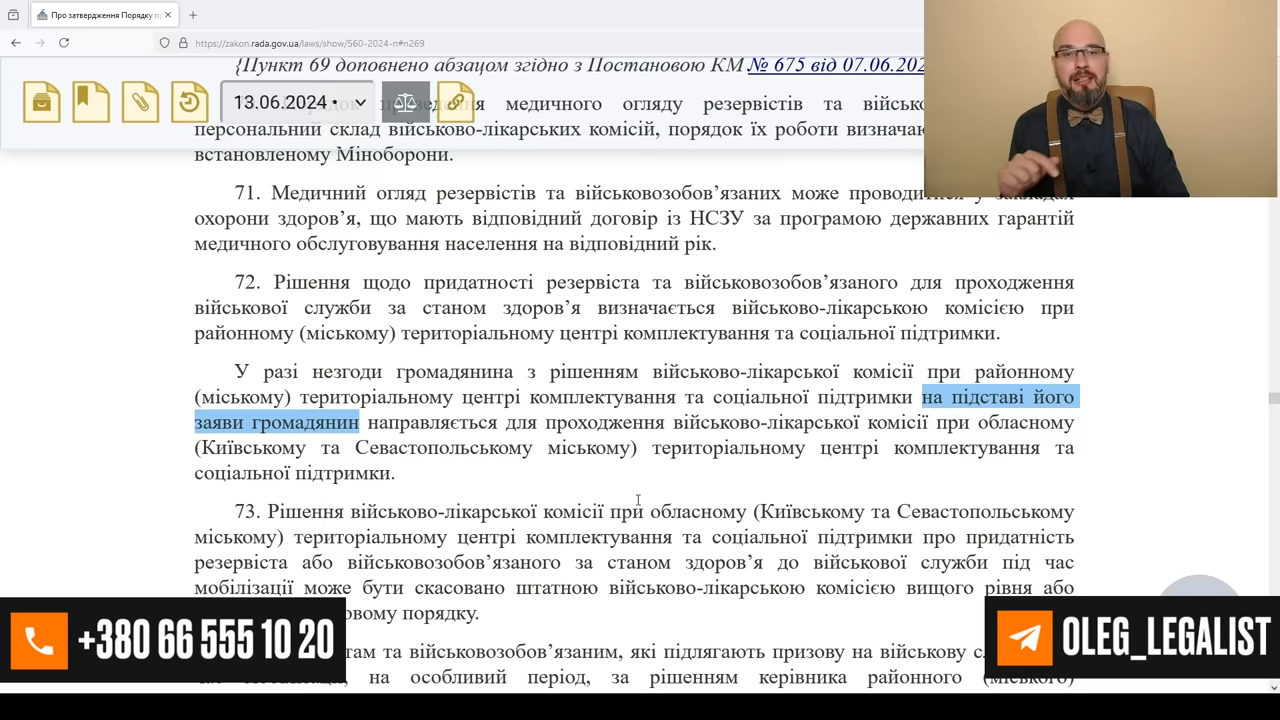 Про затвердження Порядку п
https://zakon.rada.gov.ua/laws/show/560-2024-п#n269
{Пункт 69 доповнено абзацом згідно з Постановою КМ № 675 від 07.06.202
13.06.2024 •
медичного огляду резервістів та
персональний склад військово-лікарських комісій, порядок їх роботи
встановленому Міноборони.
71. Медичний огляд резервістів та військовозобов’язаних може
охорони здоров’я, що мають відповідний договір із НСЗУ за програмою державних гарантій
медичного обслуговування населення на відповідний рік.
72. Рішення щодо придатності резервіста та військовозобов’язаного для проходження
військової служби за станом здоров’я визначається військово-лікарською комісією при
районному (міському) територіальному центрі комплектування та соціальної підтримки.
У разі незгоди громадянина з рішенням військово-лікарської комісії при районному
(міському) територіальному центрі комплектування та соціальної підтримки на підставі його
заяви громадянин направляється для проходження військово-лікарської комісії при обласному
(Київському та Севастопольському міському) територіальному центрі комплектування та
соціальної підтримки.
73. Рішення військово-лікарської комісії при обласному (Київському та Севастопольському
міському) територіальному центрі комплектування та соціальної підтримки про придатність
резервіста або військовозобов’язаного за станом здоров’я до військової служби під час
мобілізації може бути скасовано штатною військово-лікарською комісією вищого рівня або
порядку.
та військовозобов’язаним, які підлягають призову на військову
на особливий період, за рішенням керівника районного
+380 66 555 10 20
OLEG_LEGALIST